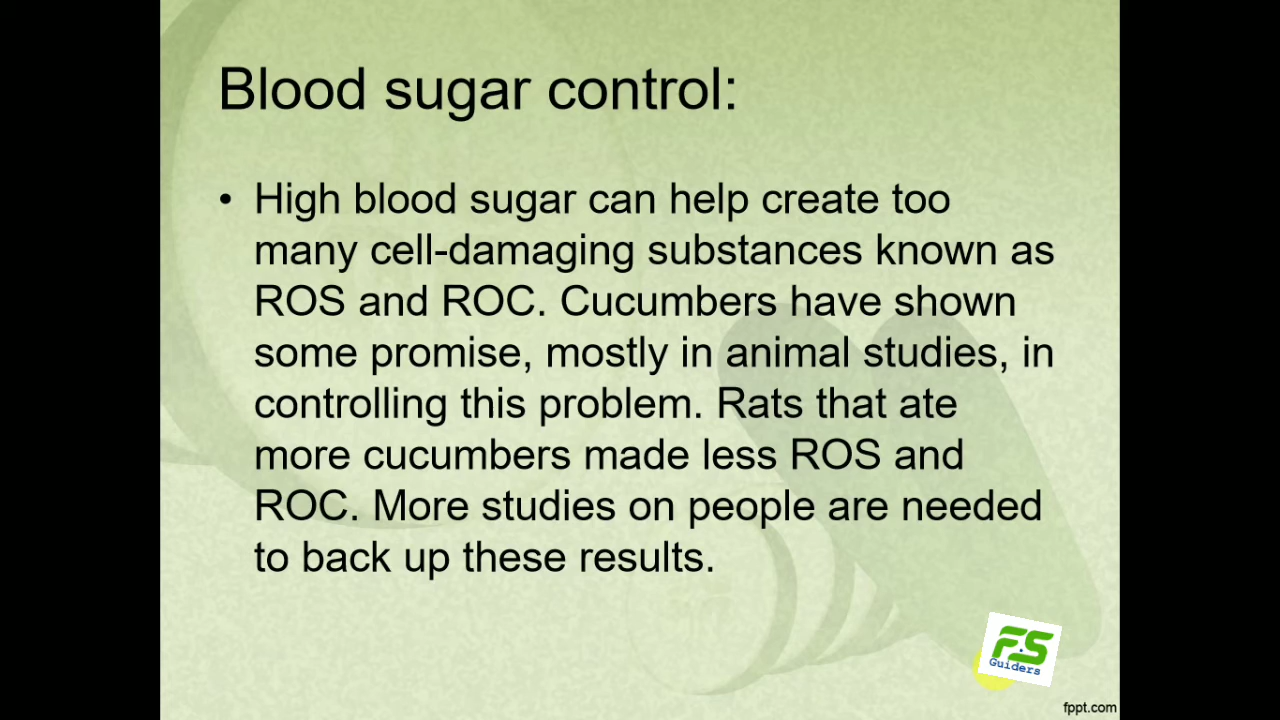 Blood sugar control:
• High blood sugar can help create too
many cell-damaging substances known as
ROS and ROC. Cucumbers have shown
some promise, mostly in animal studies, in
controlling this problem. Rats that ate
more cucumbers made less ROS and
ROC. More studies on people are needed
to back up these results.
F.S
Guiders
fppt.com